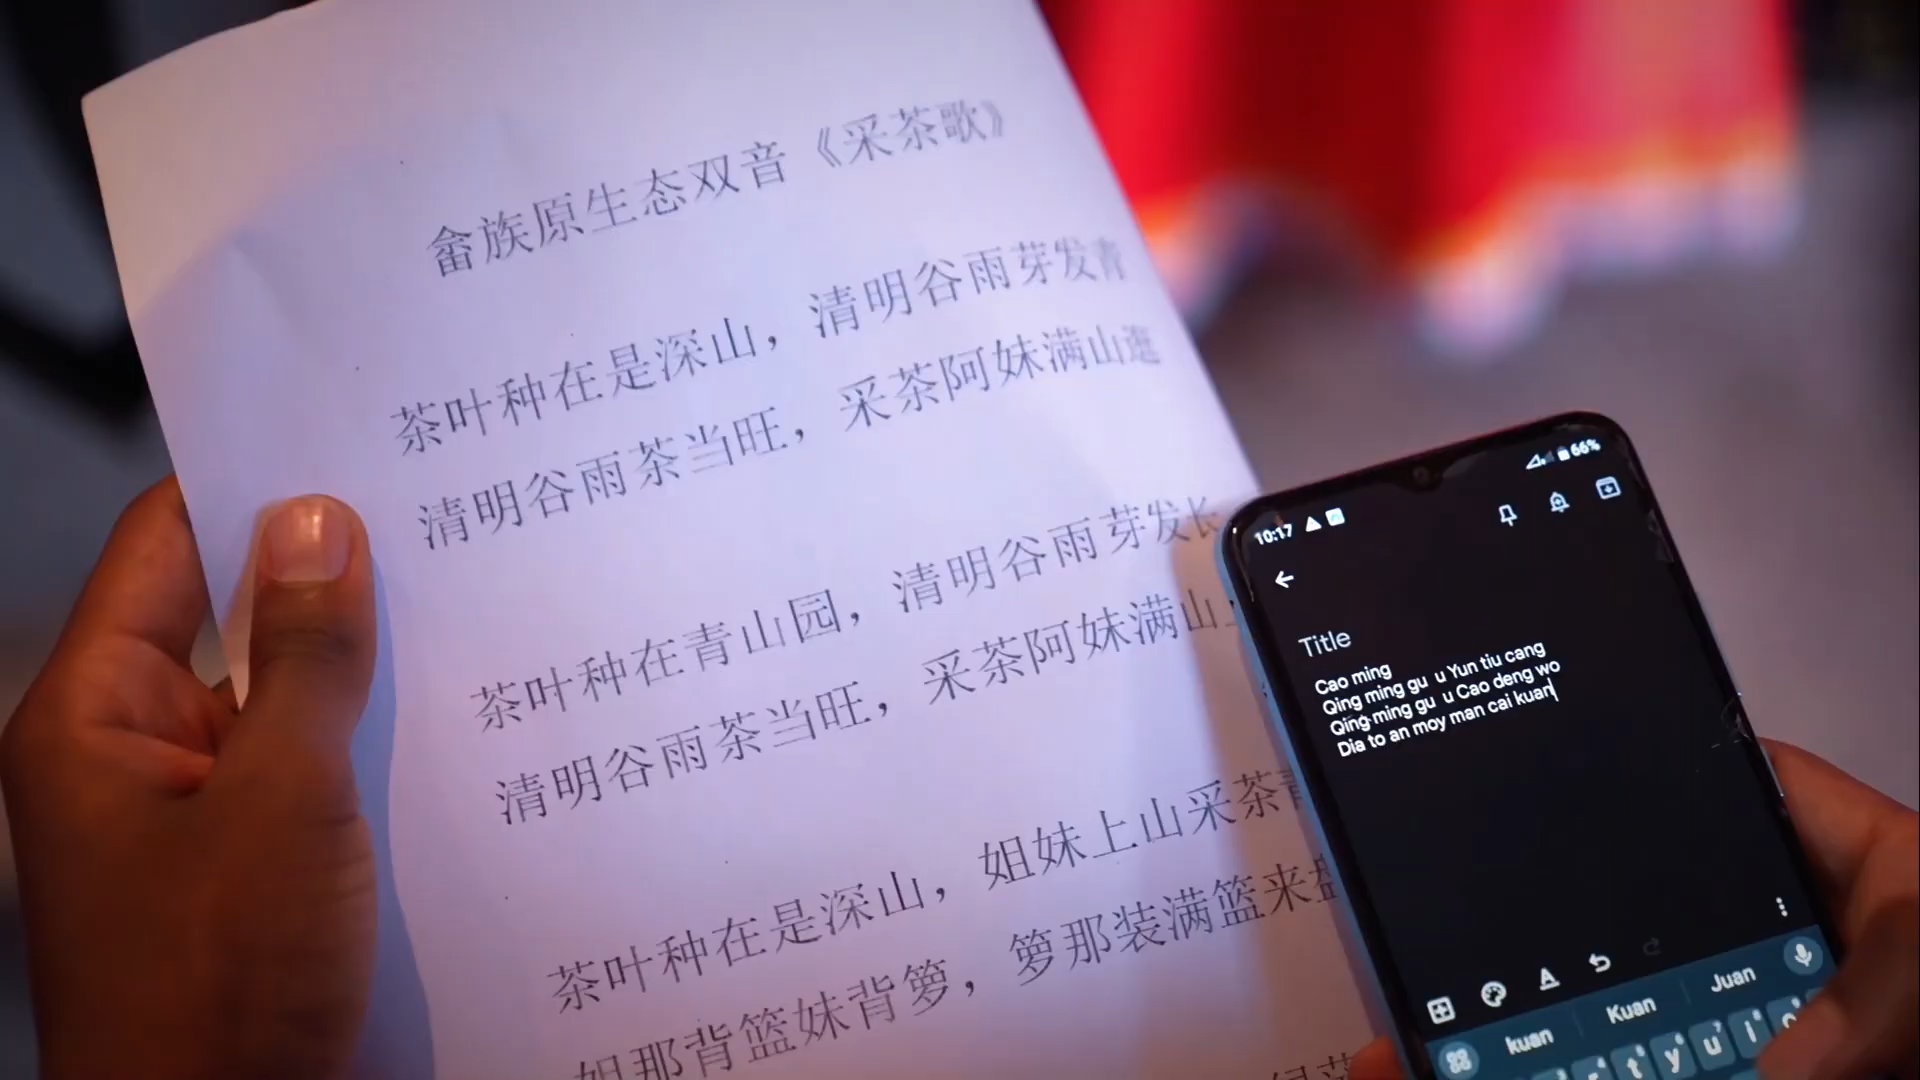 畲族原生态双音《采茶歌》
茶叶种在是深山，清明谷雨芽发青
清明谷雨茶当旺，采茶阿妹满山逛
茶叶种在青山园，清明谷雨芽发长
清明谷雨茶当旺，采茶阿妹满山
茶叶种在是深山，姐妹上山采茶青
姐那背篮妹背箩，箩那装满篮来盘
10:17
66%
Title
Cao ming
Qing ming gu u Yun tiu cang
Qing ming gu u Cao deng wo
Dia to an moy man cai kuan
kuan
Kuan
Juan
t y u i o